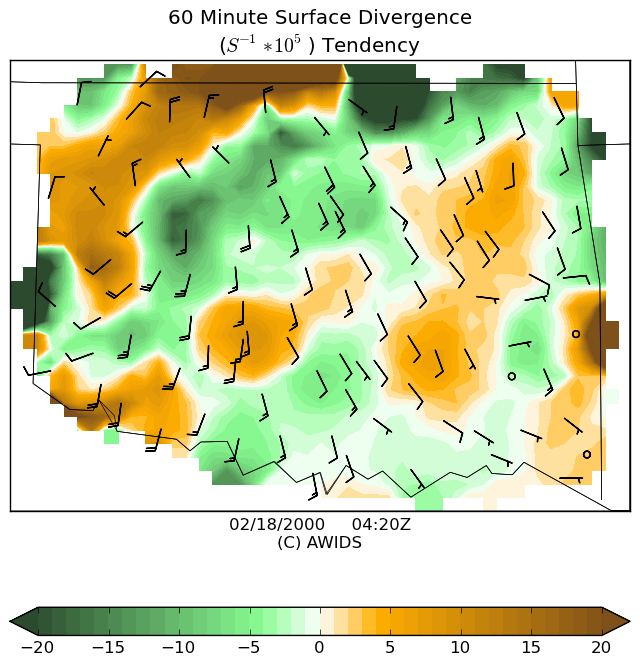 60 Minute Surface Divergence
($S^{-1} * 10^{5}$ ) Tendency
02/18/2000 04:20Z
(C) AWIDS
−20 −15 −10 −5 0 5 10 15 20